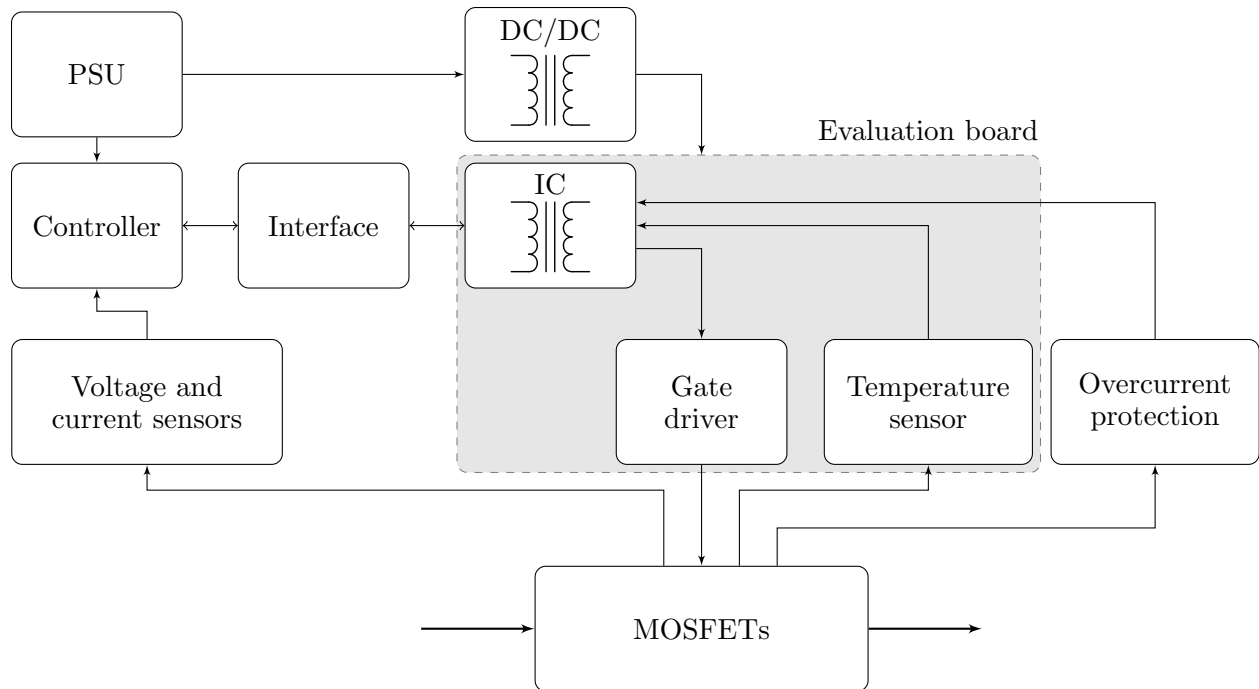 PSU
DC/DC
Evaluation board
Controller
Interface
IC
Voltage and
current sensors
Gate
driver
Temperature
sensor
Overcurrent
protection
MOSFETs